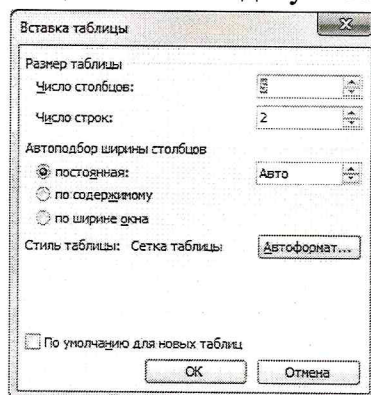 Вставка таблицы
Размер таблицы
Число столбцов:
Число строк: 2
Автоподбор ширины столбцов
постоянная: Авто
по содержимому
по ширине окна
Стиль таблицы: Сетка таблицы Автоформат...
По умолчанию для новых таблиц
ОК Отмена